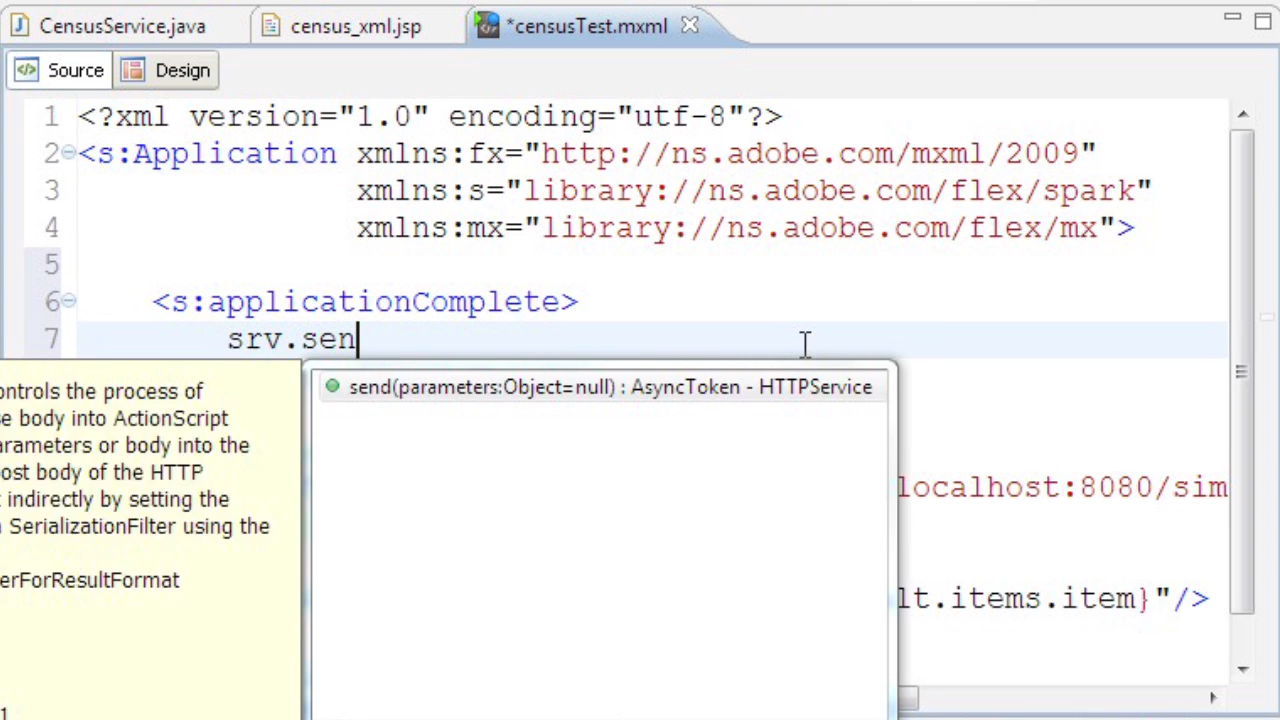 CensusService.java census_xml.jsp *censusTest.mxml
Source Design
1 <?xml version="1.0" encoding="utf-8"?>
2 <s:Application xmlns:fx="http://ns.adobe.com/mxml/2009"
3 xmlns:s="library://ns.adobe.com/flex/spark"
4 xmlns:mx="library://ns.adobe.com/flex/mx">
5
6 <s:applicationComplete>
7 srv.sen
ontrols the process of
e body into ActionScript
arameters or body into the
ost body of the HTTP
t indirectly by setting the
SerializationFilter using the
erForResultFormat
send(parameters:Object=null) : AsyncToken - HTTPService
localhost:8080/sim
lt.items.item}"/>